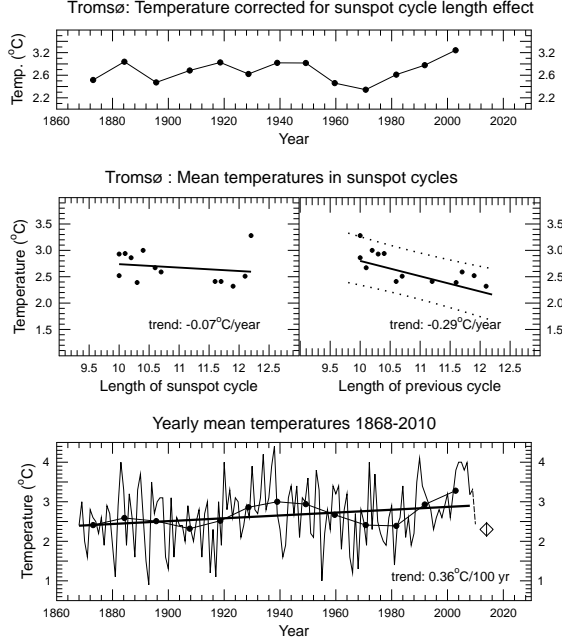 Tromsø: Temperature corrected for sunspot cycle length effect
Temp. (°C)
3.2 3.2
2.6 2.6
2.2 2.2
1860 1880 1900 1920 1940 1960 1980 2000 2020
Year
Tromsø : Mean temperatures in sunspot cycles
Temperature (°C)
3.5 3.5
3.0 3.0
2.5 2.5
2.0 2.0
1.5 1.5
trend: -0.07°C/year trend: -0.29°C/year
9.5 10 10.5 11 11.5 12 12.5 9.5 10 10.5 11 11.5 12 12.5
Length of sunspot cycle Length of previous cycle
Yearly mean temperatures 1868-2010
Temperature (°C)
4 4
3 3
2 2
1 1
trend: 0.36°C/100 yr
1860 1880 1900 1920 1940 1960 1980 2000 2020
Year